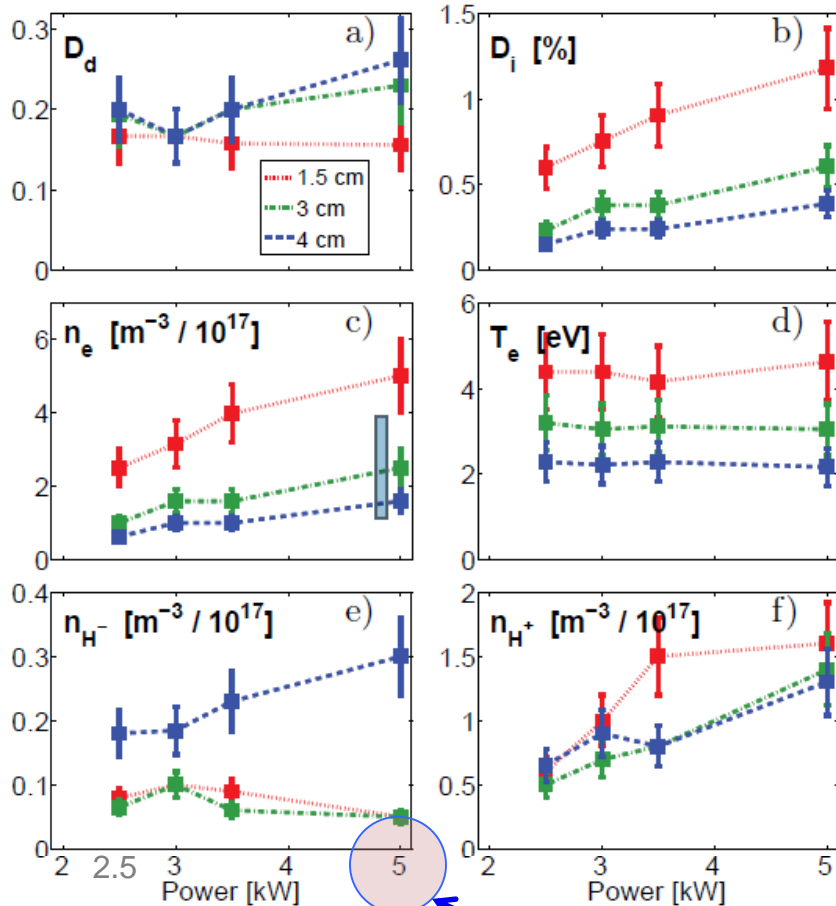 D_d a)
0.3
0.2
0.1
0
1.5 cm
3 cm
4 cm
D_i [%] b)
1.5
1
0.5
0
n_e [m^-3 / 10^17] c)
6
4
2
0
T_e [eV] d)
6
4
2
0
n_H^- [m^-3 / 10^17] e)
0.4
0.3
0.2
0.1
0
2 2.5 3 4 5
Power [kW]
n_H^+ [m^-3 / 10^17] f)
2
1.5
1
0.5
0
2 3 4 5
Power [kW]